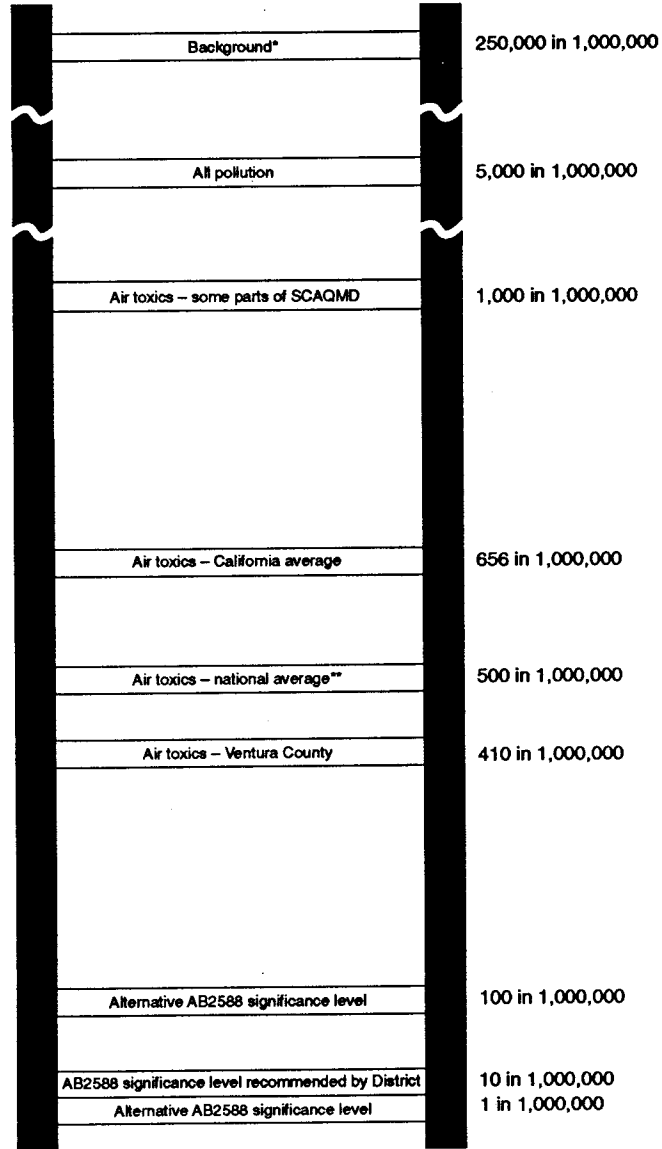 Background* 250,000 in 1,000,000
All pollution 5,000 in 1,000,000
Air toxics – some parts of SCAQMD 1,000 in 1,000,000
Air toxics – California average 656 in 1,000,000
Air toxics – national average** 500 in 1,000,000
Air toxics – Ventura County 410 in 1,000,000
Alternative AB2588 significance level 100 in 1,000,000
AB2588 significance level recommended by District 10 in 1,000,000
Alternative AB2588 significance level 1 in 1,000,000